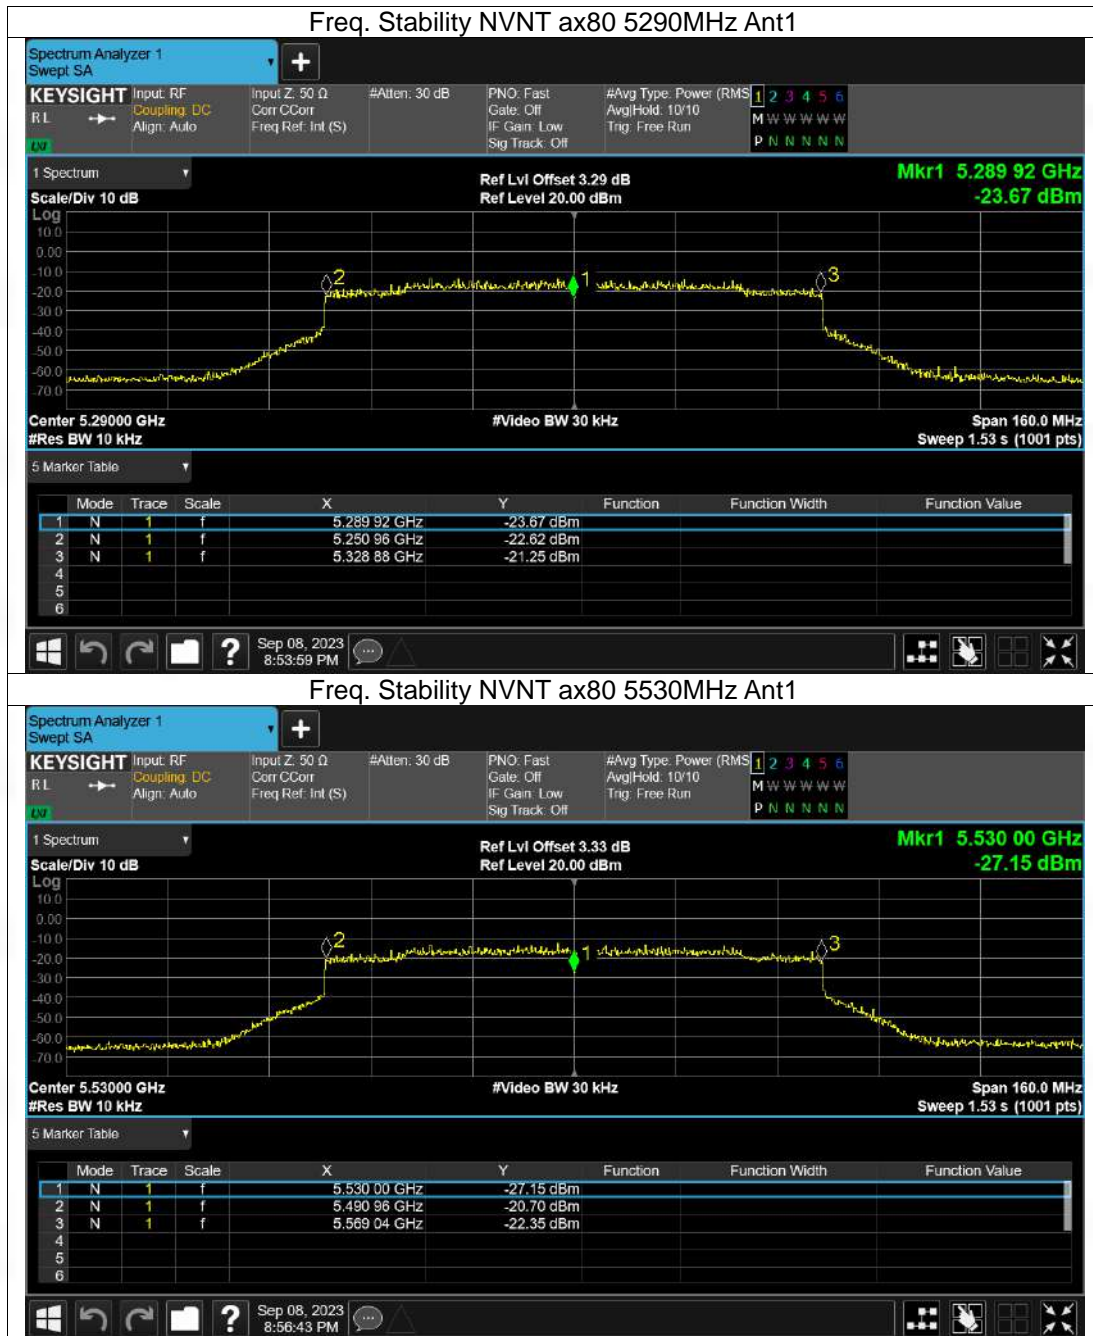 Freq. Stability NVNT ax80 5290MHz Ant1
Spectrum Analyzer 1
Swept SA
+
KEYSIGHT Input: RF Input Z: 50 Ω #Atten: 30 dB PNO: Fast #Avg Type: Power (RMS 1 2 3 4 5 6
RL Coupling: DC Corr CCorr Gate: Off Avg|Hold: 10/10 M W W W W W
Align: Auto Freq Ref: Int (S) IF Gain: Low Trig: Free Run
LXI Sig Track: Off P N N N N N
1 Spectrum Ref Lvl Offset 3.29 dB Mkr1 5.289 92 GHz
Scale/Div 10 dB Ref Level 20.00 dBm -23.67 dBm
Log
10.0
0.00
-10.0
-20.0
-30.0
-40.0
-50.0
-60.0
-70.0
2 1 3
Center 5.29000 GHz #Video BW 30 kHz Span 160.0 MHz
#Res BW 10 kHz Sweep 1.53 s (1001 pts)
5 Marker Table
Mode Trace Scale X Y Function Function Width Function Value
1 N 1 f 5.289 92 GHz -23.67 dBm
2 N 1 f 5.250 96 GHz -22.62 dBm
3 N 1 f 5.328 88 GHz -21.25 dBm
4
5
6
? Sep 08, 2023
8:53:59 PM
Freq. Stability NVNT ax80 5530MHz Ant1
Spectrum Analyzer 1
Swept SA
+
KEYSIGHT Input: RF Input Z: 50 Ω #Atten: 30 dB PNO: Fast #Avg Type: Power (RMS 1 2 3 4 5 6
RL Coupling: DC Corr CCorr Gate: Off Avg|Hold: 10/10 M W W W W W
Align: Auto Freq Ref: Int (S) IF Gain: Low Trig: Free Run
LXI Sig Track: Off P N N N N N
1 Spectrum Ref Lvl Offset 3.33 dB Mkr1 5.530 00 GHz
Scale/Div 10 dB Ref Level 20.00 dBm -27.15 dBm
Log
10.0
0.00
-10.0
-20.0
-30.0
-40.0
-50.0
-60.0
-70.0
2 1 3
Center 5.53000 GHz #Video BW 30 kHz Span 160.0 MHz
#Res BW 10 kHz Sweep 1.53 s (1001 pts)
5 Marker Table
Mode Trace Scale X Y Function Function Width Function Value
1 N 1 f 5.530 00 GHz -27.15 dBm
2 N 1 f 5.490 96 GHz -20.70 dBm
3 N 1 f 5.569 04 GHz -22.35 dBm
4
5
6
? Sep 08, 2023
8:56:43 PM